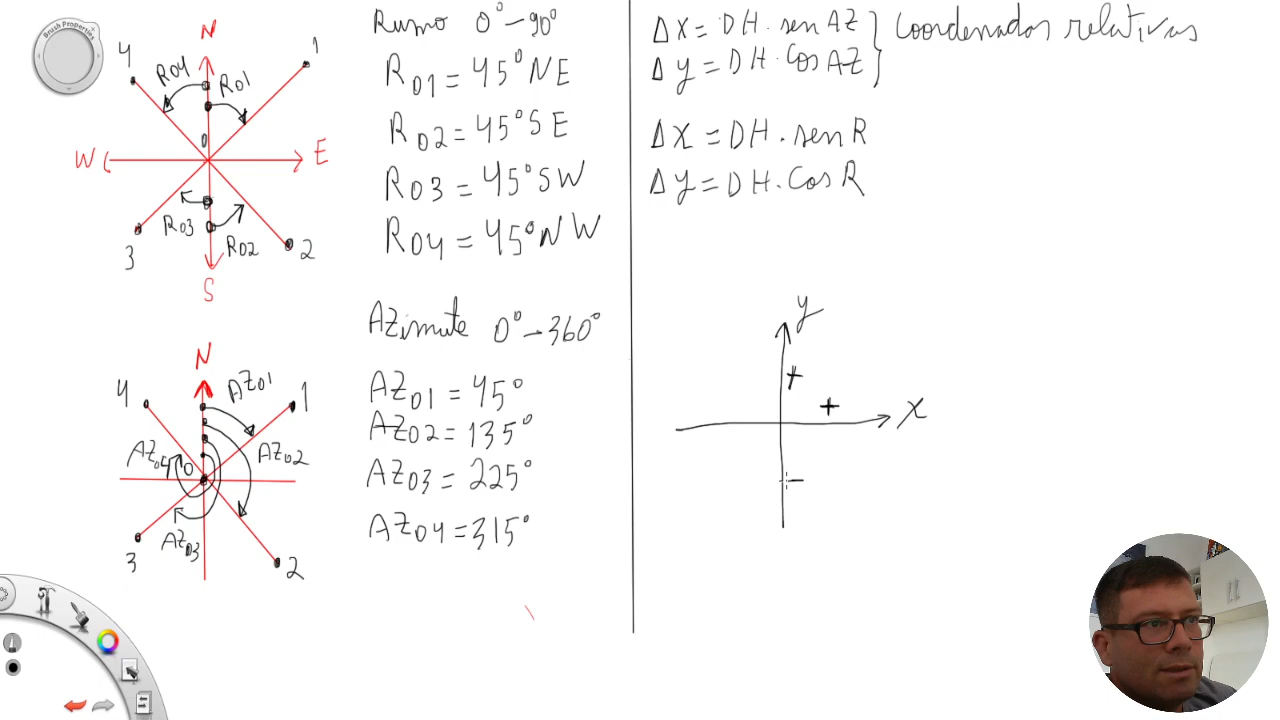 Brush Properties
N
4
1
R04
R01
0
W
E
R03
R02
3
2
S
Rumo 0° - 90°
R01 = 45° NE
R02 = 45° SE
R03 = 45° SW
R04 = 45° NW
N
4
AZ01
1
AZ04
0
AZ02
AZ03
3
2
Azimute 0° - 360°
AZ01 = 45°
AZ02 = 135°
AZ03 = 225°
AZ04 = 315°
Δx = DH. sen AZ } Coordenadas relativas
Δy = DH. Cos AZ
Δx = DH. sen R
Δy = DH. Cos R
y
+
+
x
-